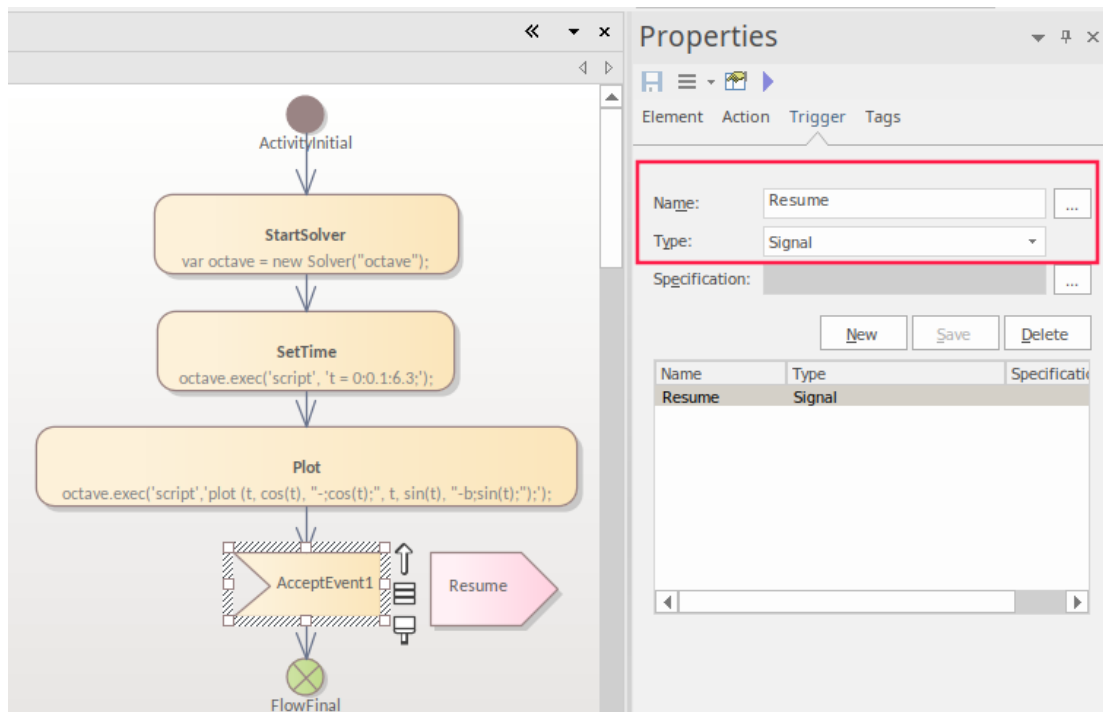 ActivityInitial
StartSolver
var octave = new Solver("octave");
SetTime
octave.exec('script', 't = 0:0.1:6.3;');
Plot
octave.exec('script','plot (t, cos(t), "-;cos(t);", t, sin(t), "-b;sin(t);");');
AcceptEvent1
Resume
FlowFinal
Properties
Element Action Trigger Tags
Name: Resume ...
Type: Signal
Specification: ...
New Save Delete
Name Type Specificatio
Resume Signal